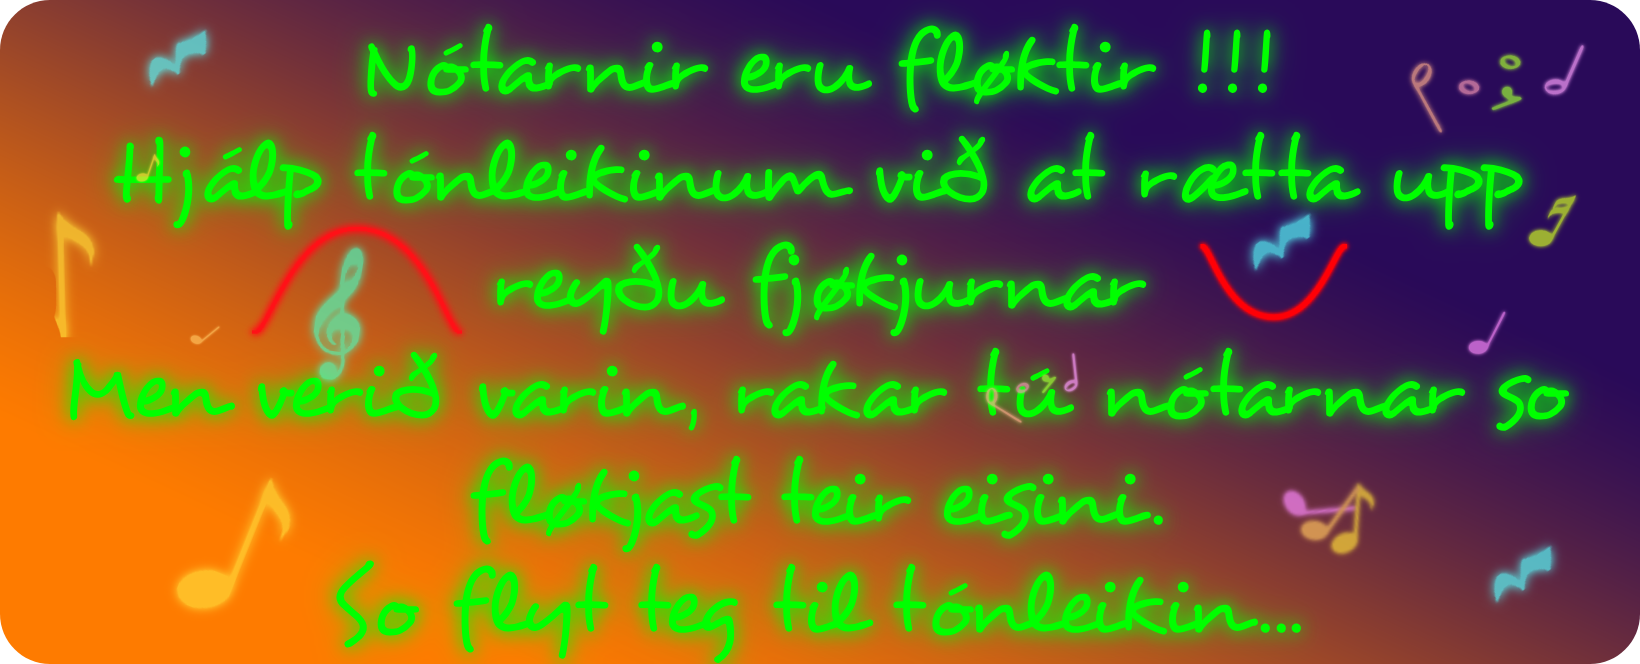 Nótarnir eru fløktir !!!
Hjálp tónleikinum við at rætta upp
reyðu fjøkjurnar
Men verið varin, rakar tú nótarnar so
fløkjast teir eisini.
So flyt teg til tónleikin...